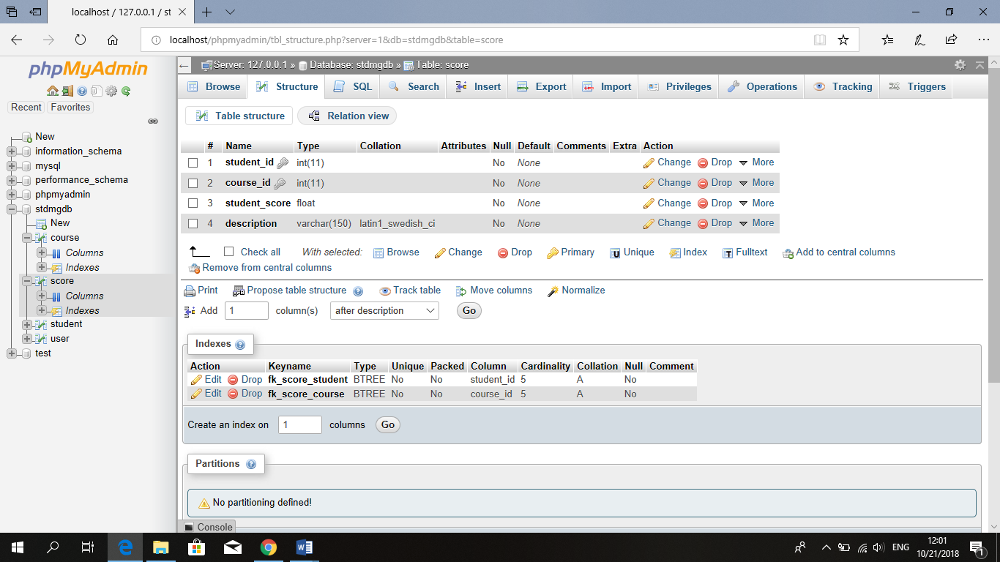 localhost / 127.0.0.1 / st
localhost/phpmyadmin/tbl_structure.php?server=1&db=stdmgdb&table=score
phpMyAdmin
Recent Favorites
New
information_schema
mysql
performance_schema
phpmyadmin
stdmgdb
New
course
Columns
Indexes
score
Columns
Indexes
student
user
test
Server: 127.0.0.1 » Database: stdmgdb » Table: score
Browse Structure SQL Search Insert Export Import Privileges Operations Tracking Triggers
Table structure Relation view
# Name Type Collation Attributes Null Default Comments Extra Action
1 student_id int(11) No None Change Drop More
2 course_id int(11) No None Change Drop More
3 student_score float No None Change Drop More
4 description varchar(150) latin1_swedish_ci No None Change Drop More
Check all With selected: Browse Change Drop Primary Unique Index Fulltext Add to central columns
Remove from central columns
Print Propose table structure Track table Move columns Normalize
Add 1 column(s) after description Go
Indexes
Action Keyname Type Unique Packed Column Cardinality Collation Null Comment
Edit Drop fk_score_student BTREE No No student_id 5 A No
Edit Drop fk_score_course BTREE No No course_id 5 A No
Create an index on 1 columns Go
Partitions
No partitioning defined!
Console
ENG 12:01
10/21/2018 1